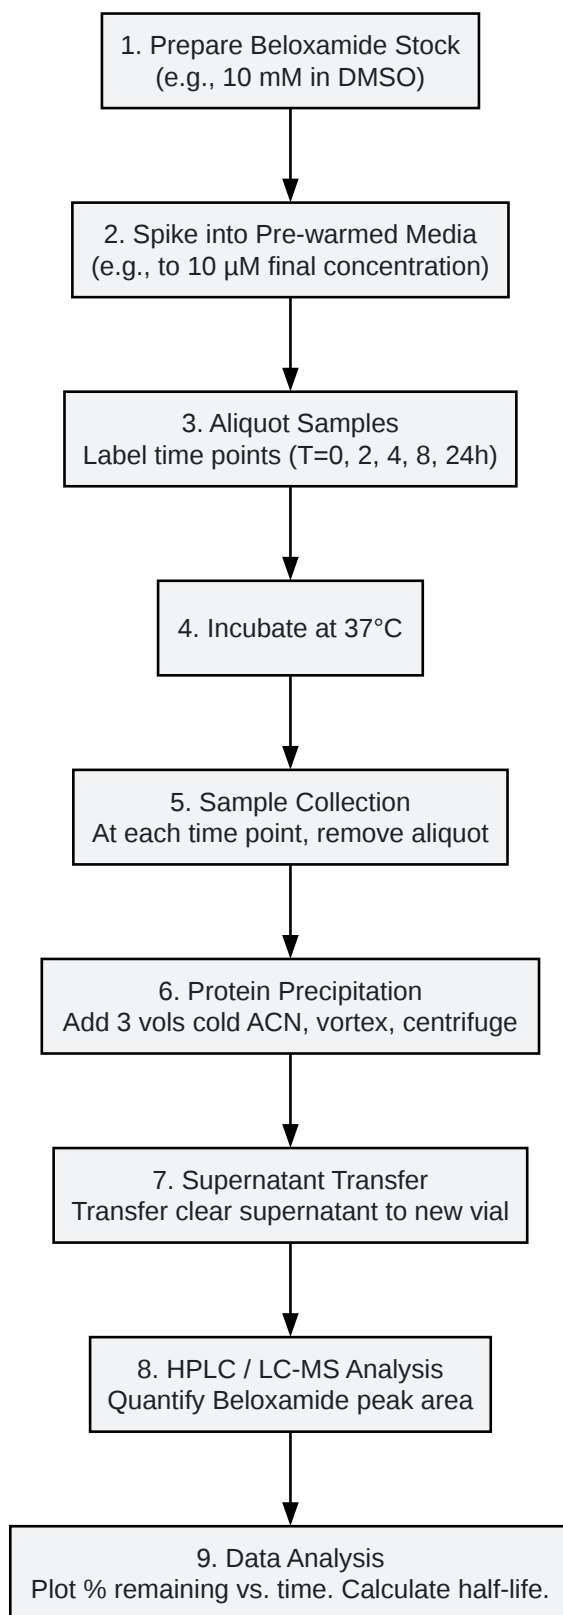 1. Prepare Beloxamide Stock
(e.g., 10 mM in DMSO)
2. Spike into Pre-warmed Media
(e.g., to 10 µM final concentration)
3. Aliquot Samples
Label time points (T=0, 2, 4, 8, 24h)
4. Incubate at 37°C
5. Sample Collection
At each time point, remove aliquot
6. Protein Precipitation
Add 3 vols cold ACN, vortex, centrifuge
7. Supernatant Transfer
Transfer clear supernatant to new vial
8. HPLC / LC-MS Analysis
Quantify Beloxamide peak area
9. Data Analysis
Plot % remaining vs. time. Calculate half-life.